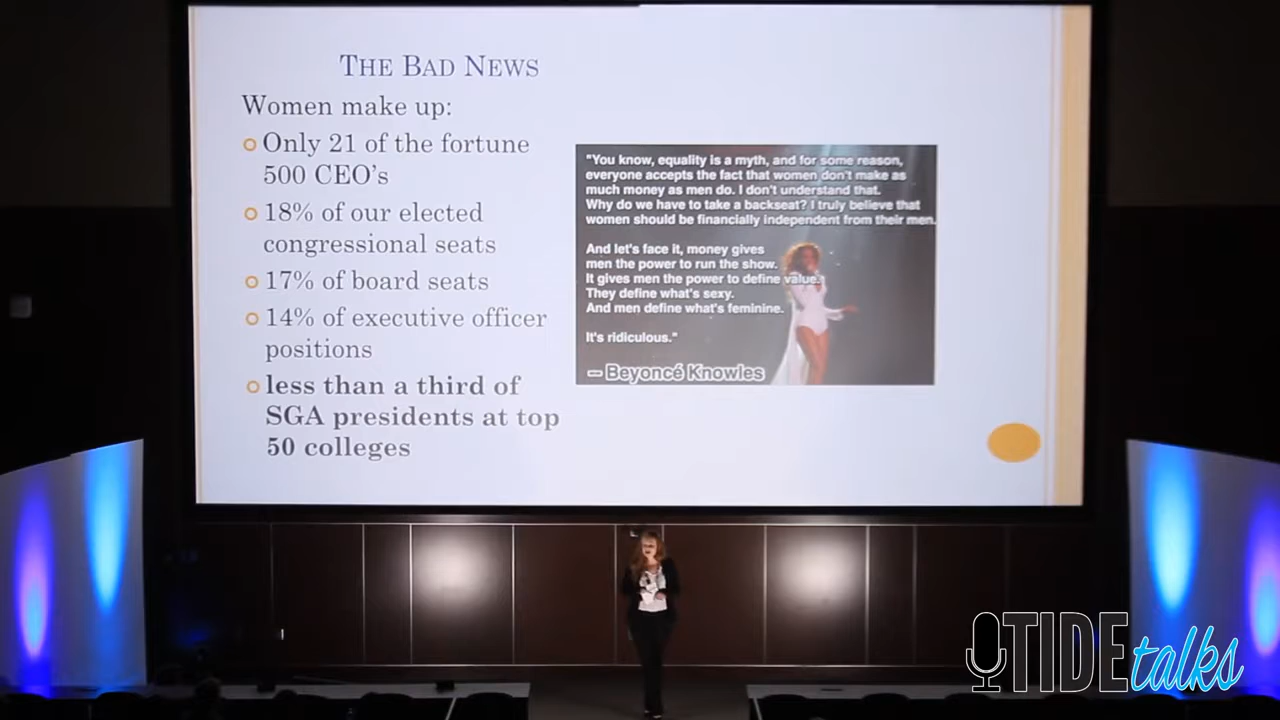 THE BAD NEWS
Women make up:
Only 21 of the fortune
500 CEO's
18% of our elected
congressional seats
17% of board seats
14% of executive officer
positions
less than a third of
SGA presidents at top
50 colleges
"You know, equality is a myth, and for some reason,
everyone accepts the fact that women don't make as
much money as men do. I don't understand that.
Why do we have to take a backseat? I truly believe that
women should be financially independent from their men.
And let's face it, money gives
men the power to run the show.
It gives men the power to define value.
They define what's sexy.
And men define what's feminine.
It's ridiculous."
— Beyoncé Knowles
TIDE talks